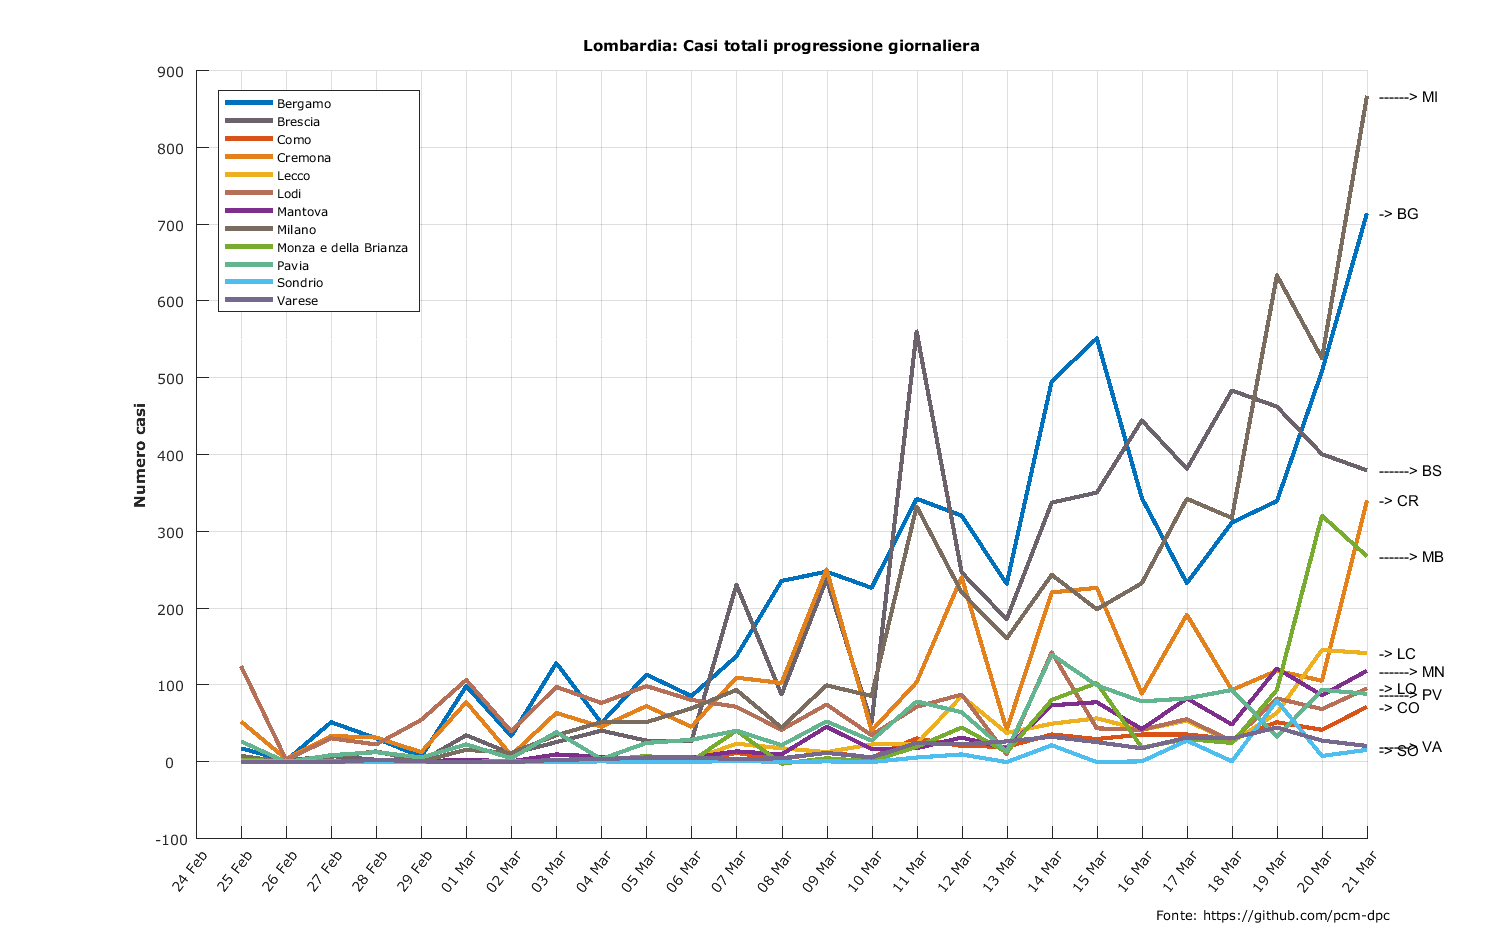 Lombardia: Casi totali progressione giornaliera
900
800
700
600
500
400
300
200
100
0
-100
Numero casi
Bergamo
Brescia
Como
Cremona
Lecco
Lodi
Mantova
Milano
Monza e della Brianza
Pavia
Sondrio
Varese
------> MI
-> BG
------> BS
-> CR
------> MB
-> LC
------> MN
-> LO
------> PV
-> CO
------> VA
-> SO
24 Feb
25 Feb
26 Feb
27 Feb
28 Feb
29 Feb
01 Mar
02 Mar
03 Mar
04 Mar
05 Mar
06 Mar
07 Mar
08 Mar
09 Mar
10 Mar
11 Mar
12 Mar
13 Mar
14 Mar
15 Mar
16 Mar
17 Mar
18 Mar
19 Mar
20 Mar
21 Mar
Fonte: https://github.com/pcm-dpc